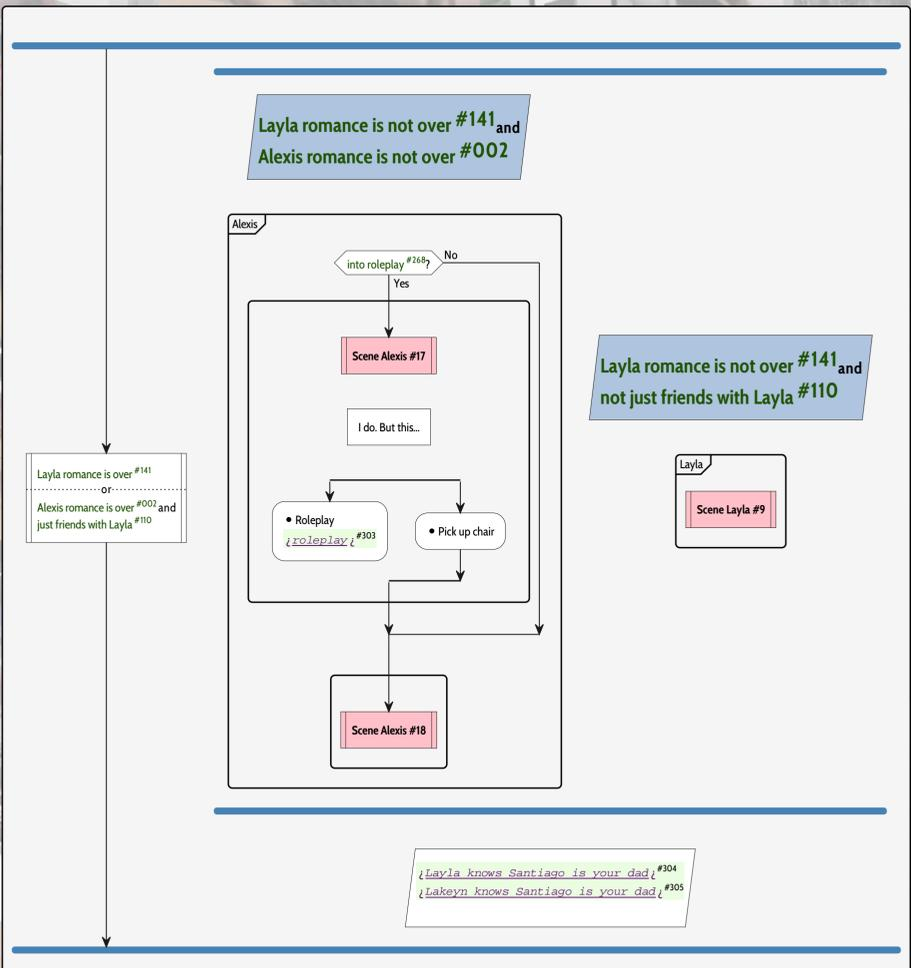 Layla romance is not over #141 and
Alexis romance is not over #002
Alexis
into roleplay #268?
No
Yes
Scene Alexis #17
I do. But this...
• Roleplay
¿roleplay¿ #303
• Pick up chair
Scene Alexis #18
Layla romance is not over #141 and
not just friends with Layla #110
Layla
Scene Layla #9
Layla romance is over #141
or
Alexis romance is over #002 and
just friends with Layla #110
¿Layla knows Santiago is your dad¿ #304
¿Lakeyn knows Santiago is your dad¿ #305